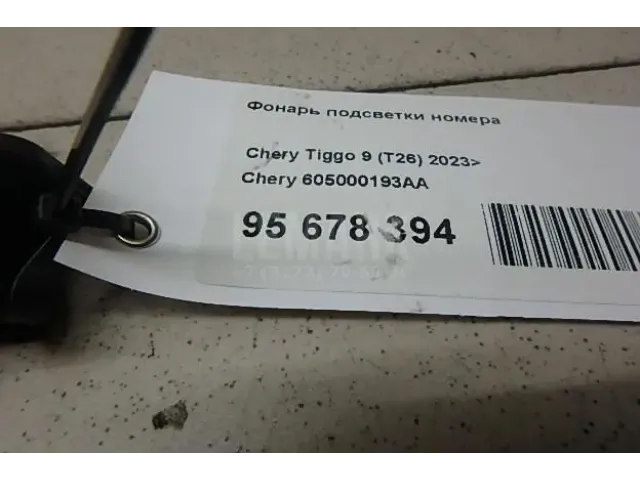 Фонарь подсветки номера
Chery Tiggo 9 (T26) 2023>
Chery 605000193AA
95 678 394